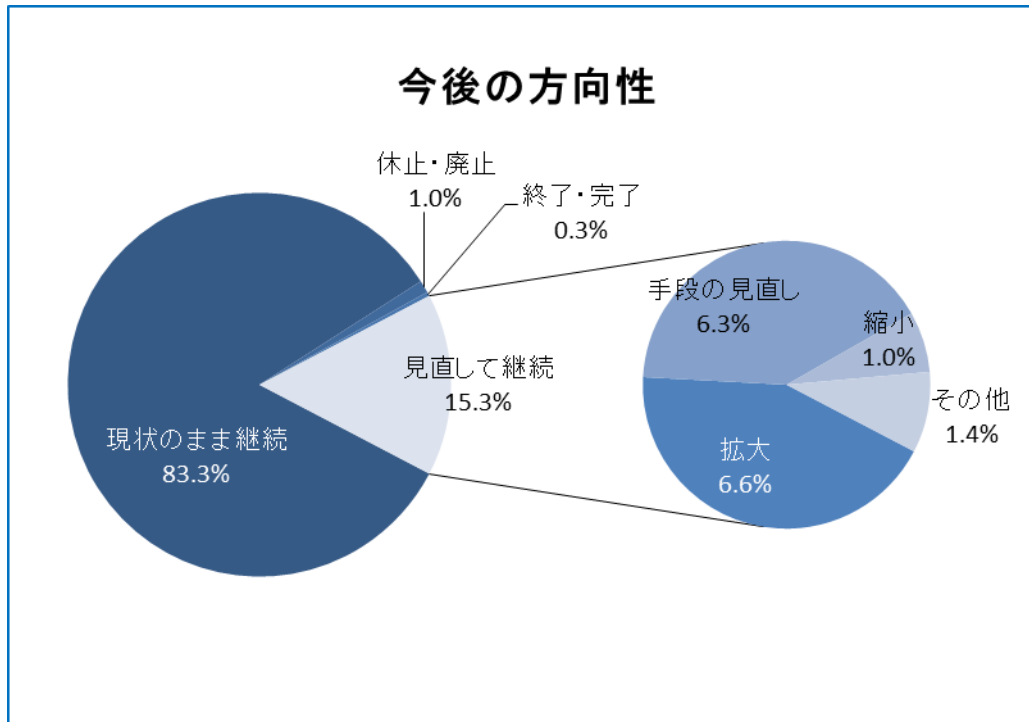 今後の方向性
休止・廃止
1.0%
終了・完了
0.3%
見直して継続
15.3%
現状のまま継続
83.3%
手段の見直し
6.3%
縮小
1.0%
その他
1.4%
拡大
6.6%